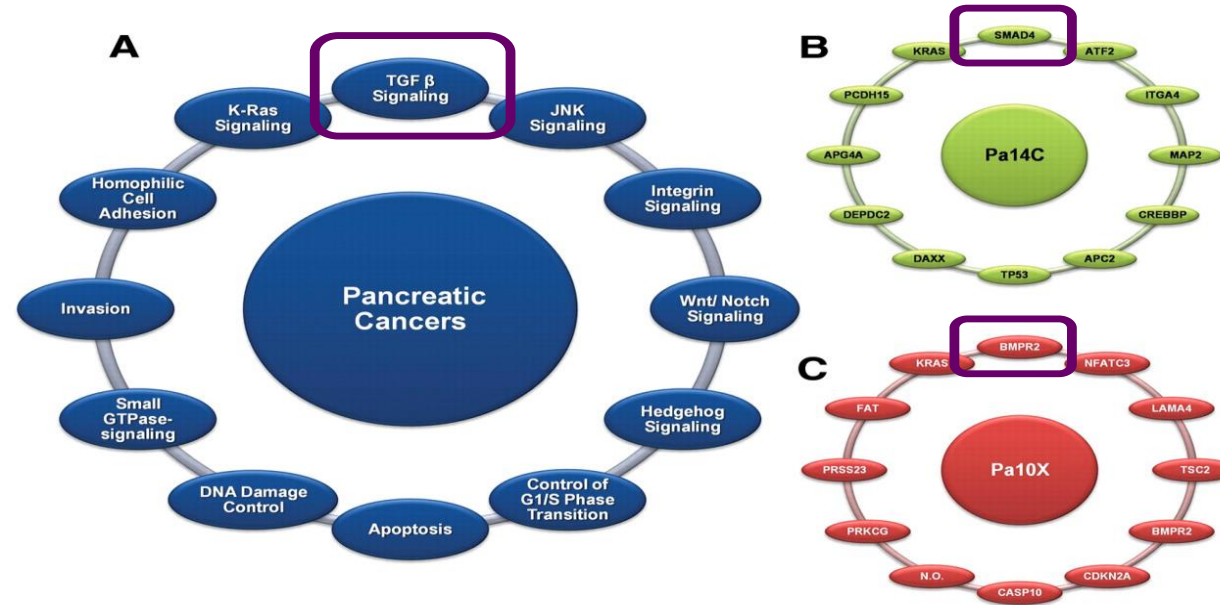 A
TGF β
Signaling
JNK
Signaling
Integrin
Signaling
Wnt/ Notch
Signaling
Hedgehog
Signaling
Control of
G1/S Phase
Transition
Apoptosis
DNA Damage
Control
Small
GTPase-
signaling
Invasion
Homophilic
Cell
Adhesion
K-Ras
Signaling
Pancreatic
Cancers
B
SMAD4
ATF2
ITGA4
MAP2
CREBBP
APC2
TP53
DAXX
DEPDC2
APG4A
PCDH15
KRAS
Pa14C
C
BMPR2
NFATC3
LAMA4
TSC2
BMPR2
CDKN2A
CASP10
N.O.
PRKCG
PRSS23
FAT
KRAS
Pa10X